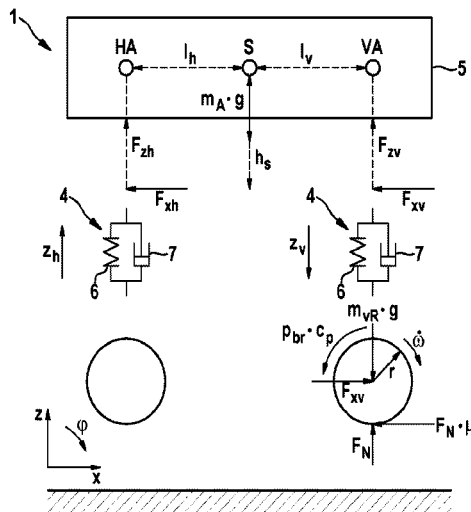 1
HA
l_h
S
l_v
VA
5
m_A·g
F_zh
h_s
F_zv
F_xh
F_xv
4
4
z_h
7
z_v
7
6
6
m_vR·g
p_br·c_p
ω̇
r
F_xv
z
φ
F_N·μ
F_N
x